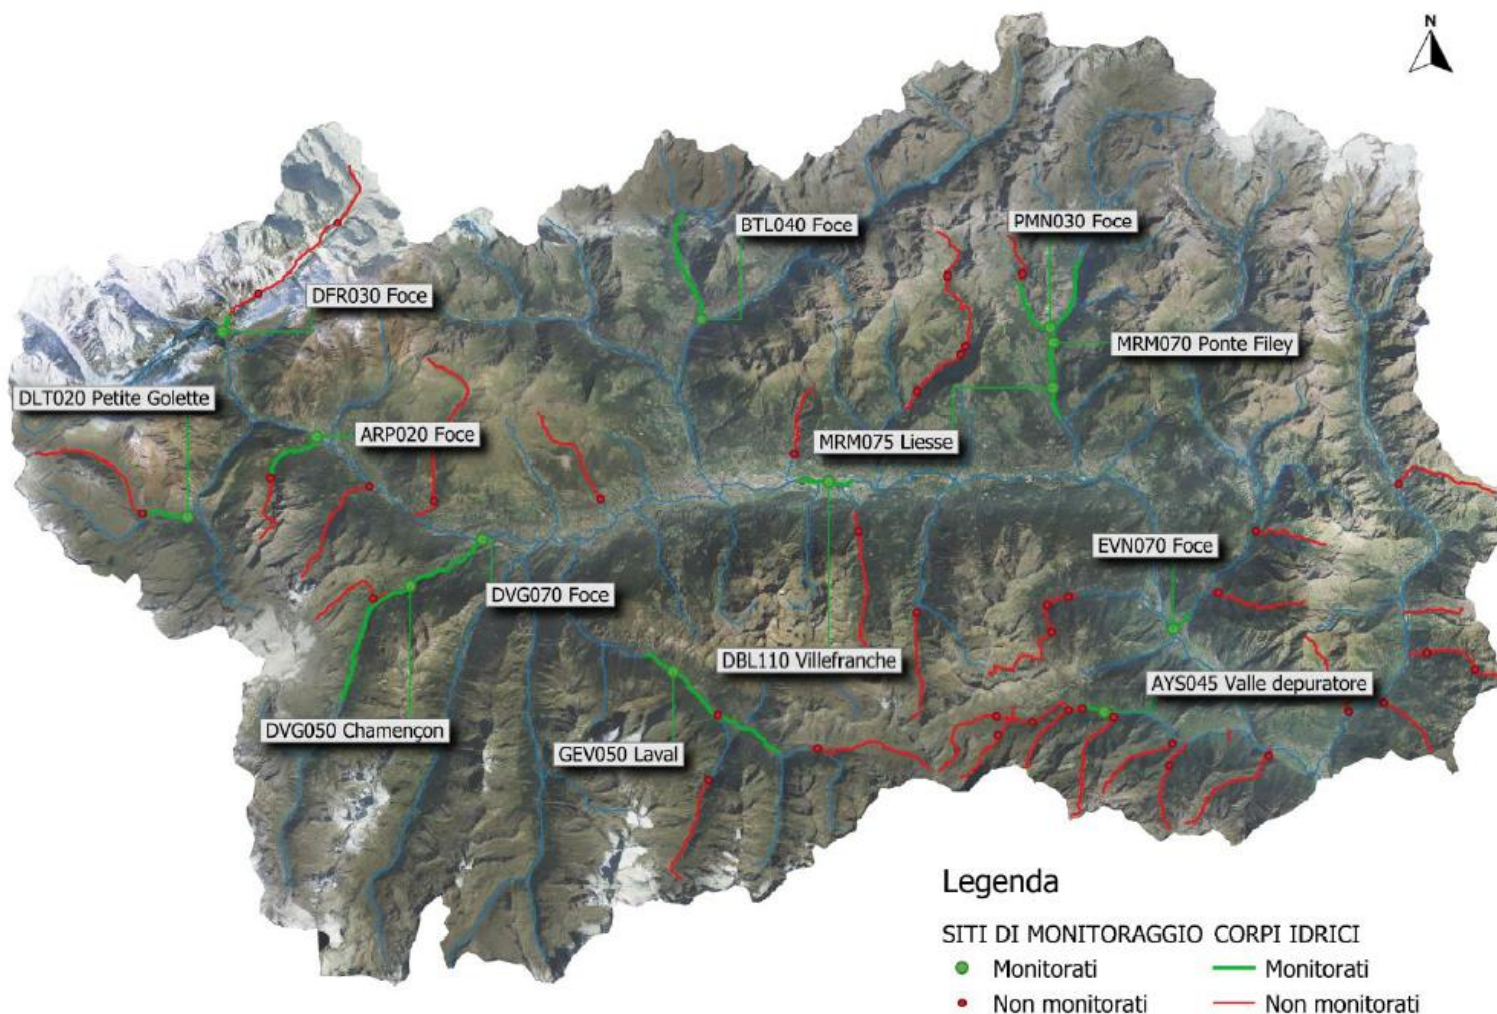 N
BTL040 Foce
PMN030 Foce
DFR030 Foce
MRM070 Ponte Filey
DLT020 Petite Golette
ARP020 Foce
MRM075 Liesse
EVN070 Foce
DVG070 Foce
DBL110 Villefranche
AYS045 Valle depuratore
DVG050 Chamençon
GEV050 Laval
Legenda
SITI DI MONITORAGGIO CORPI IDRICI
Monitorati Monitorati
Non monitorati Non monitorati